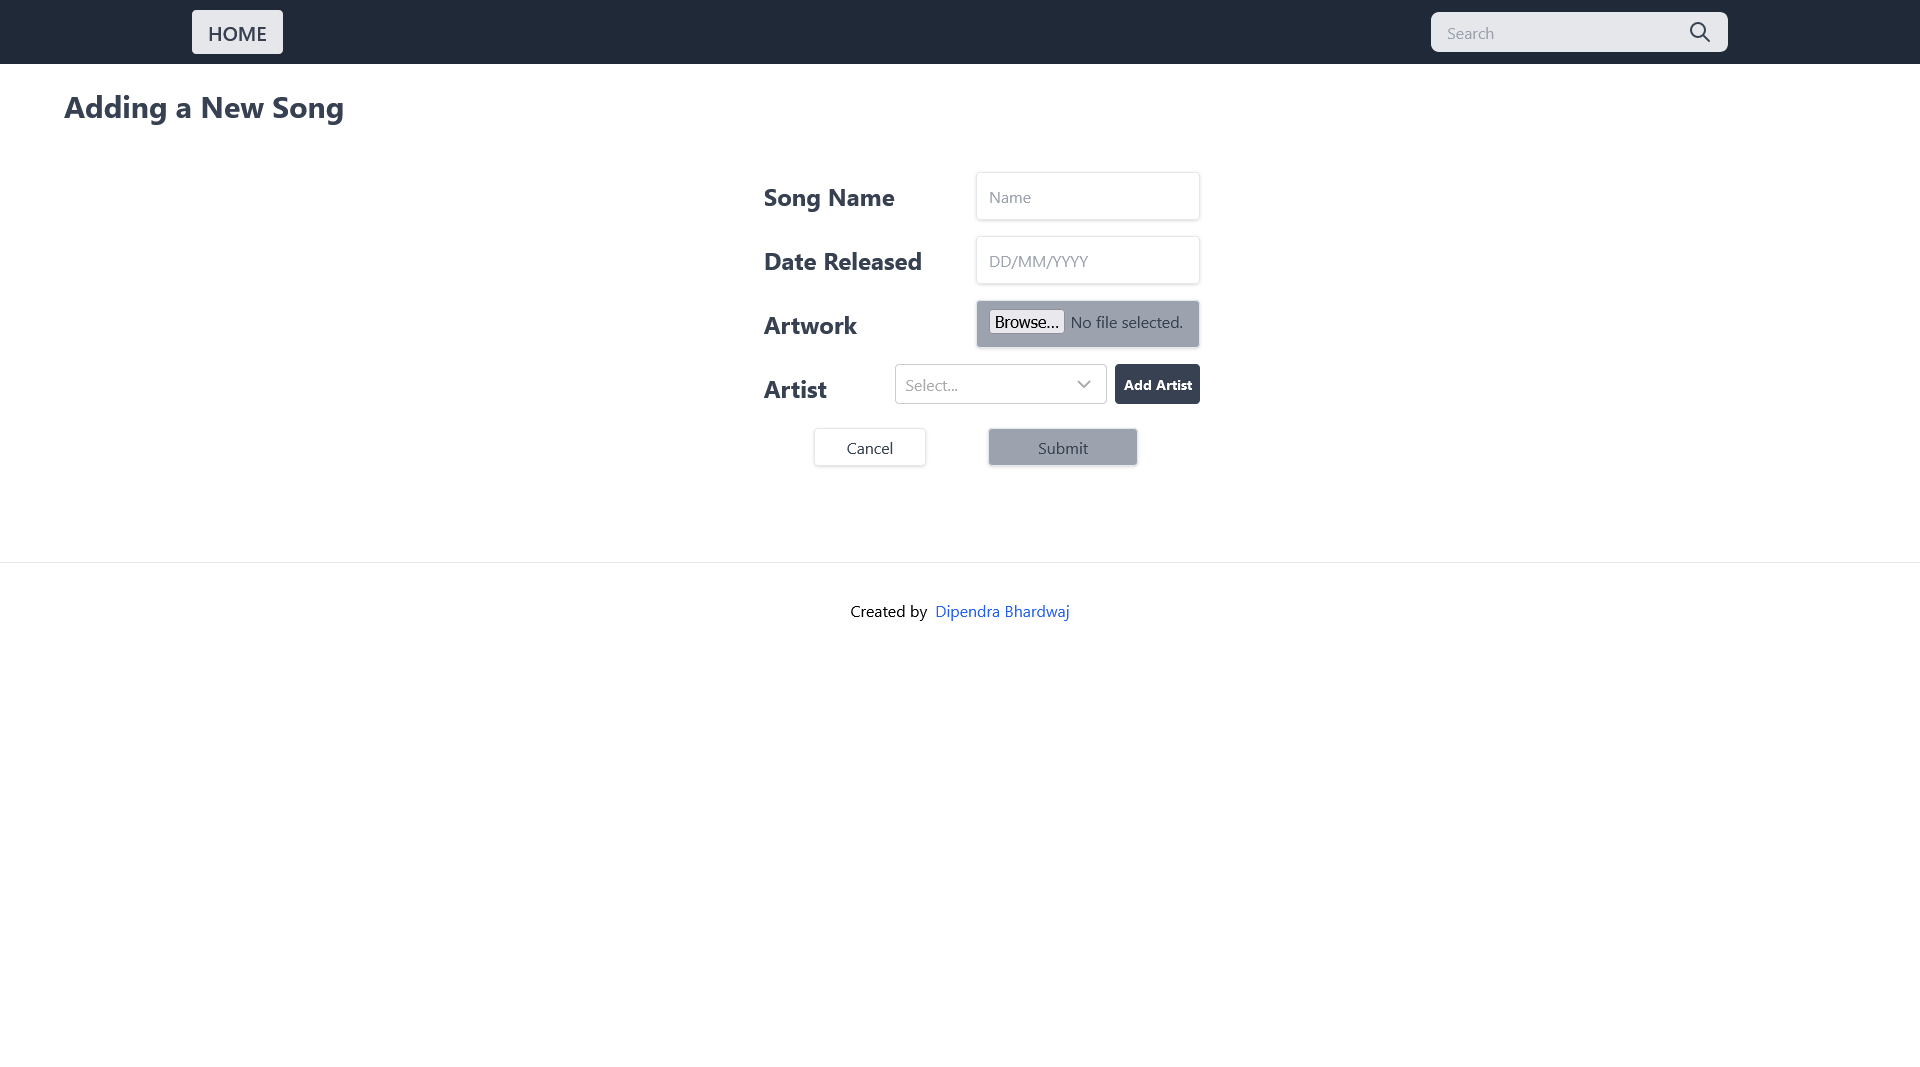 HOME
Search
Adding a New Song
Song Name
Name
Date Released
DD/MM/YYYY
Artwork
Browse... No file selected.
Artist
Select...
Add Artist
Cancel
Submit
Created by Dipendra Bhardwaj